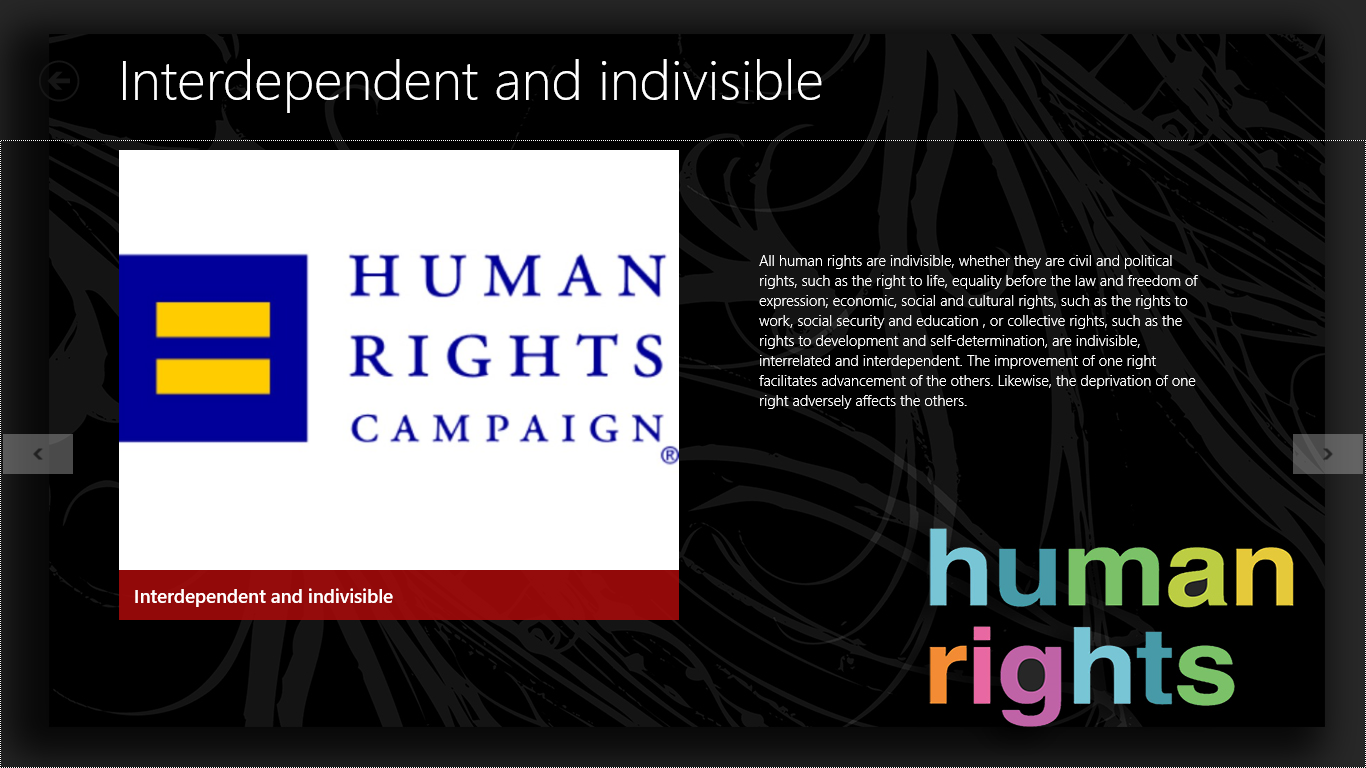 Interdependent and indivisible
HUMAN
RIGHTS
CAMPAIGN
®
Interdependent and indivisible
All human rights are indivisible, whether they are civil and political
rights, such as the right to life, equality before the law and freedom of
expression; economic, social and cultural rights, such as the rights to
work, social security and education , or collective rights, such as the
rights to development and self-determination, are indivisible,
interrelated and interdependent. The improvement of one right
facilitates advancement of the others. Likewise, the deprivation of one
right adversely affects the others.
human
rights